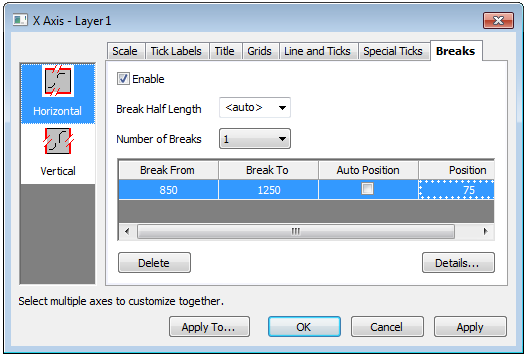 X Axis - Layer 1
Scale Tick Labels Title Grids Line and Ticks Special Ticks Breaks
Horizontal
Vertical
Enable
Break Half Length <auto>
Number of Breaks 1
Break From Break To Auto Position Position
850 1250 75
Delete Details...
Select multiple axes to customize together.
Apply To... OK Cancel Apply